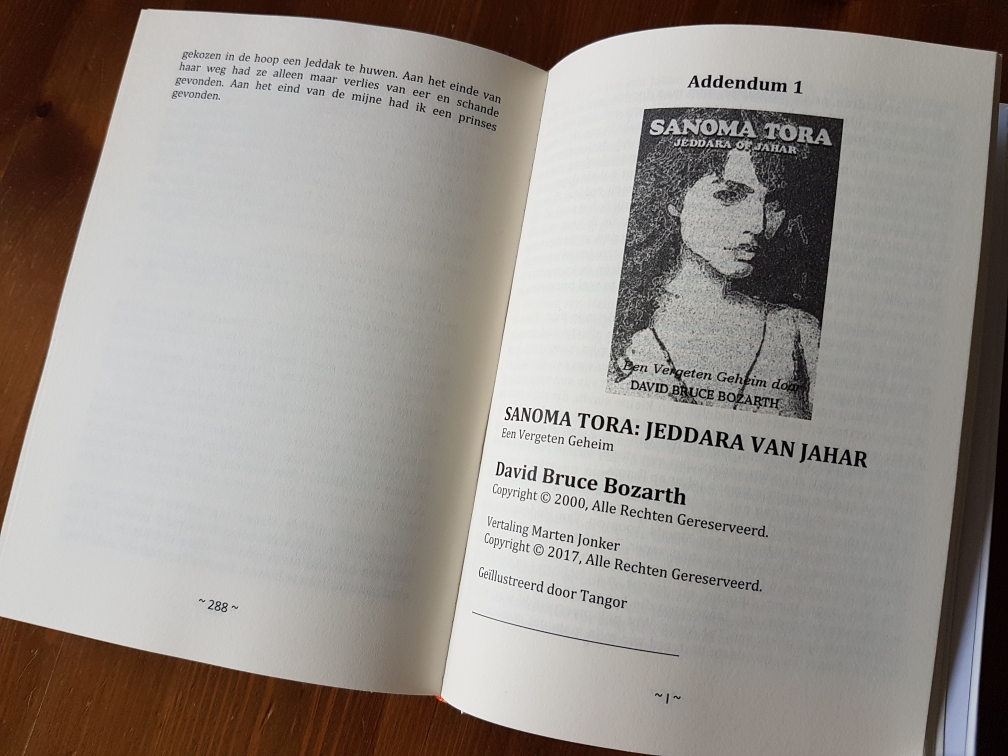 gekozen in de hoop een Jeddak te huwen. Aan het einde van
haar weg had ze alleen maar verlies van eer en schande
gevonden. Aan het eind van de mijne had ik een prinses
gevonden.
~ 288 ~
Addendum 1
SANOMA TORA
JEDDARA OF JAHAR
Een Vergeten Geheim door
DAVID BRUCE BOZARTH
SANOMA TORA: JEDDARA VAN JAHAR
Een Vergeten Geheim
David Bruce Bozarth
Copyright © 2000, Alle Rechten Gereserveerd.
Vertaling Marten Jonker
Copyright © 2017, Alle Rechten Gereserveerd.
Geïllustreerd door Tangor
~ I ~